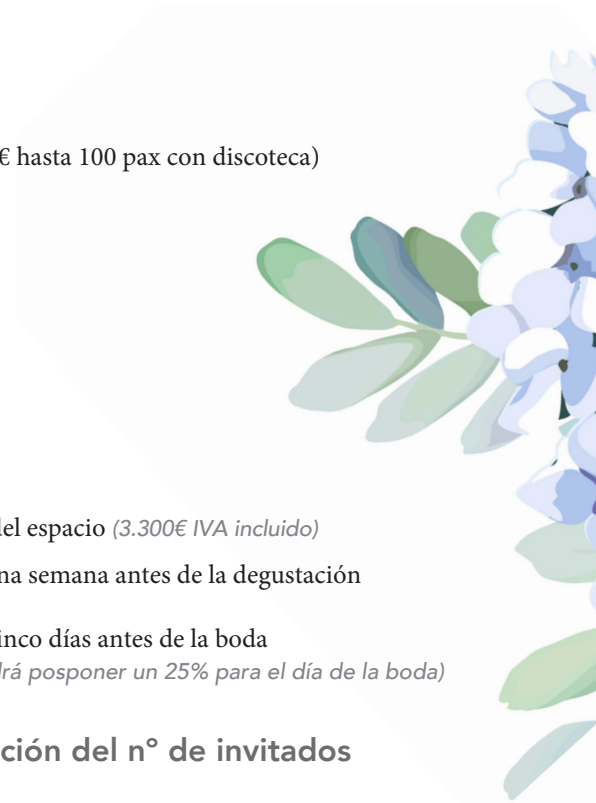 € hasta 100 pax con discoteca)
del espacio (3.300€ IVA incluido)
na semana antes de la degustación
inco días antes de la boda
drá posponer un 25% para el día de la boda)
ción del nº de invitados